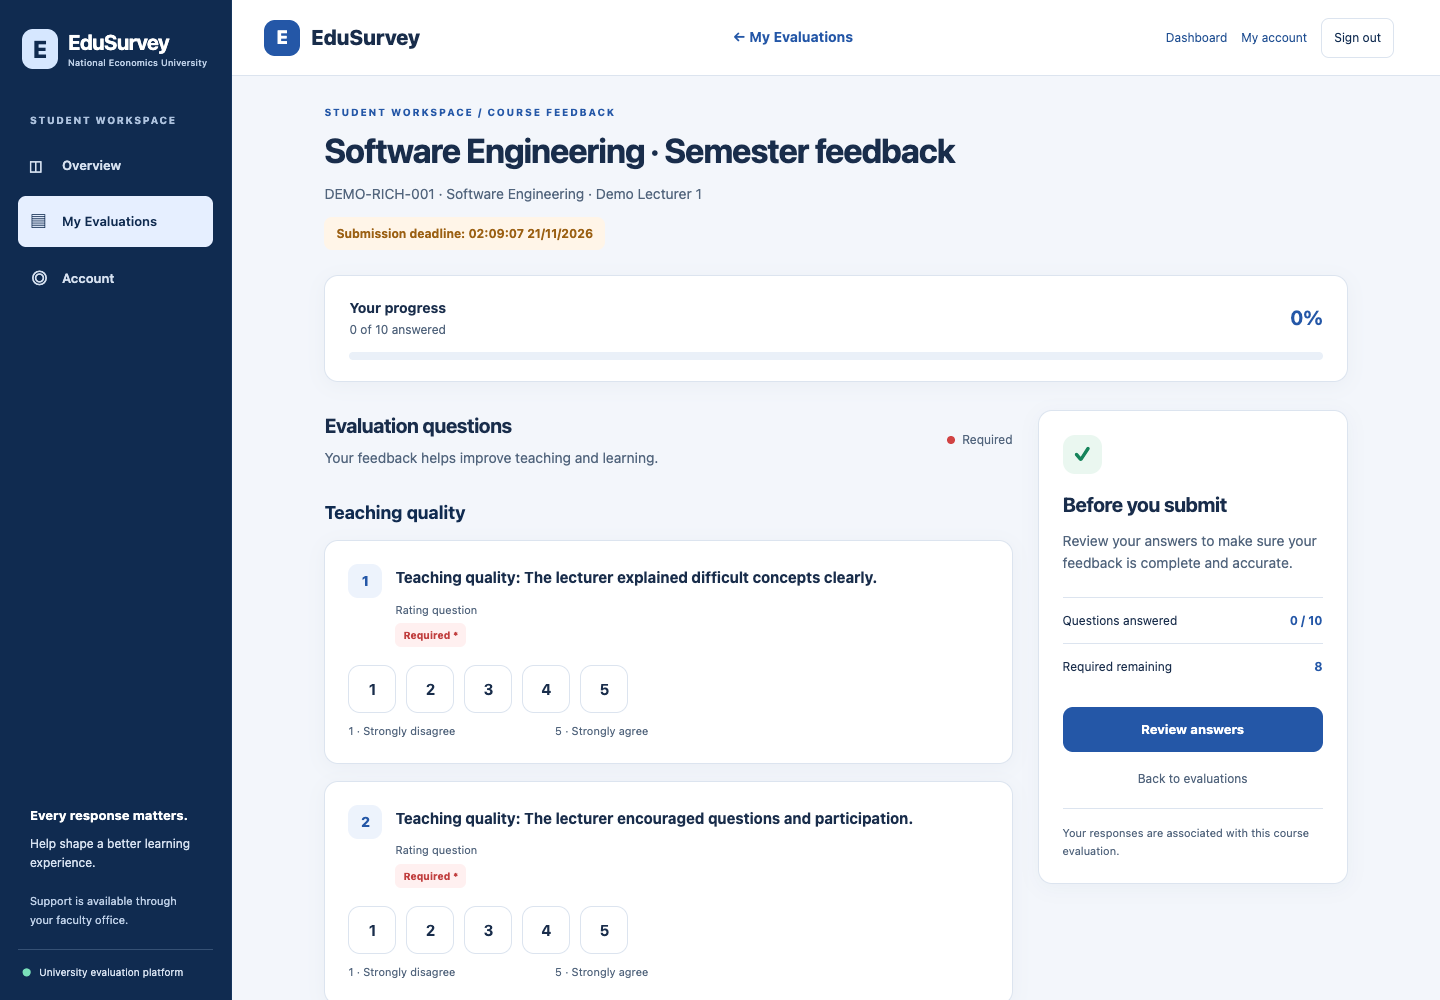 E
EduSurvey
National Economics University
STUDENT WORKSPACE
Overview
My Evaluations
Account
Every response matters.
Help shape a better learning
experience.
Support is available through
your faculty office.
University evaluation platform
E
EduSurvey
← My Evaluations
Dashboard
My account
Sign out
STUDENT WORKSPACE / COURSE FEEDBACK
Software Engineering · Semester feedback
DEMO-RICH-001 · Software Engineering · Demo Lecturer 1
Submission deadline: 02:09:07 21/11/2026
Your progress
0 of 10 answered
0%
Evaluation questions
Your feedback helps improve teaching and learning.
Required
Teaching quality
1
Teaching quality: The lecturer explained difficult concepts clearly.
Rating question
Required *
1 2 3 4 5
1 · Strongly disagree 5 · Strongly agree
2
Teaching quality: The lecturer encouraged questions and participation.
Rating question
Required *
1 2 3 4 5
1 · Strongly disagree 5 · Strongly agree
Before you submit
Review your answers to make sure your
feedback is complete and accurate.
Questions answered 0 / 10
Required remaining 8
Review answers
Back to evaluations
Your responses are associated with this course
evaluation.